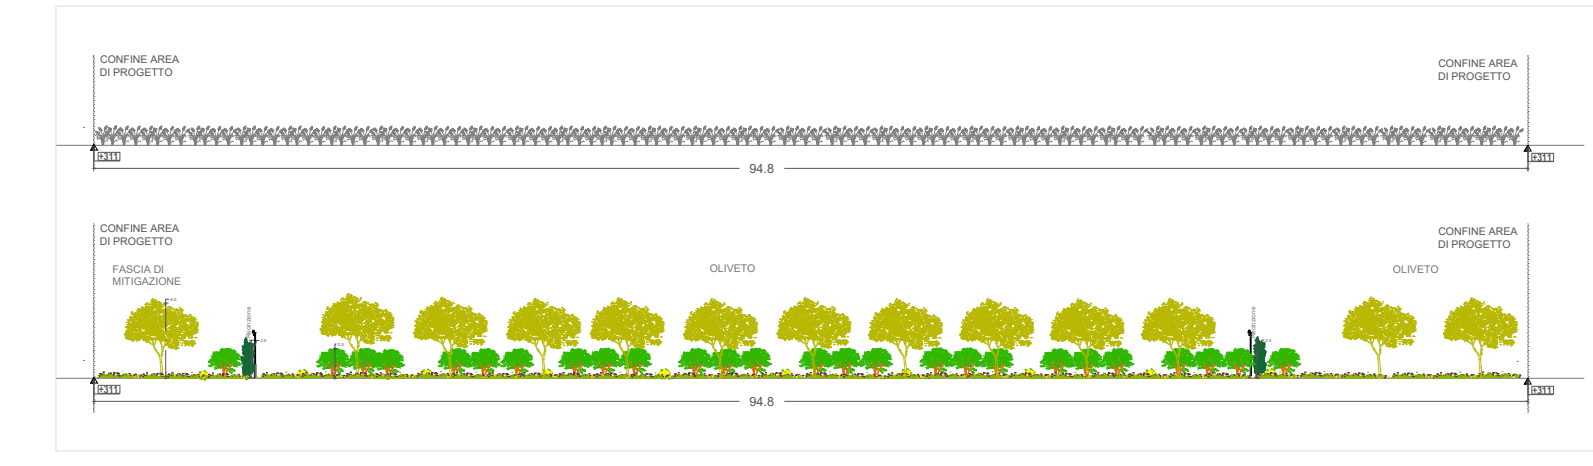 CONFINE AREA
DI PROGETTO
CONFINE AREA
DI PROGETTO
+311
+311
94.8
CONFINE AREA
DI PROGETTO
CONFINE AREA
DI PROGETTO
FASCIA DI
MITIGAZIONE
OLIVETO
OLIVETO
+311
+311
94.8